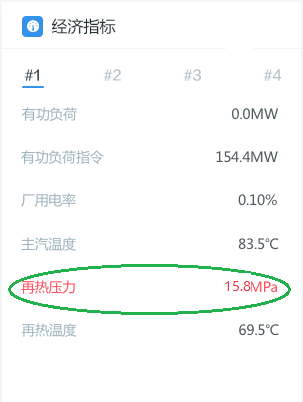 经济指标
#1 #2 #3 #4
有功负荷 0.0MW
有功负荷指令 154.4MW
厂用电率 0.10%
主汽温度 83.5℃
再热压力 15.8MPa
再热温度 69.5℃